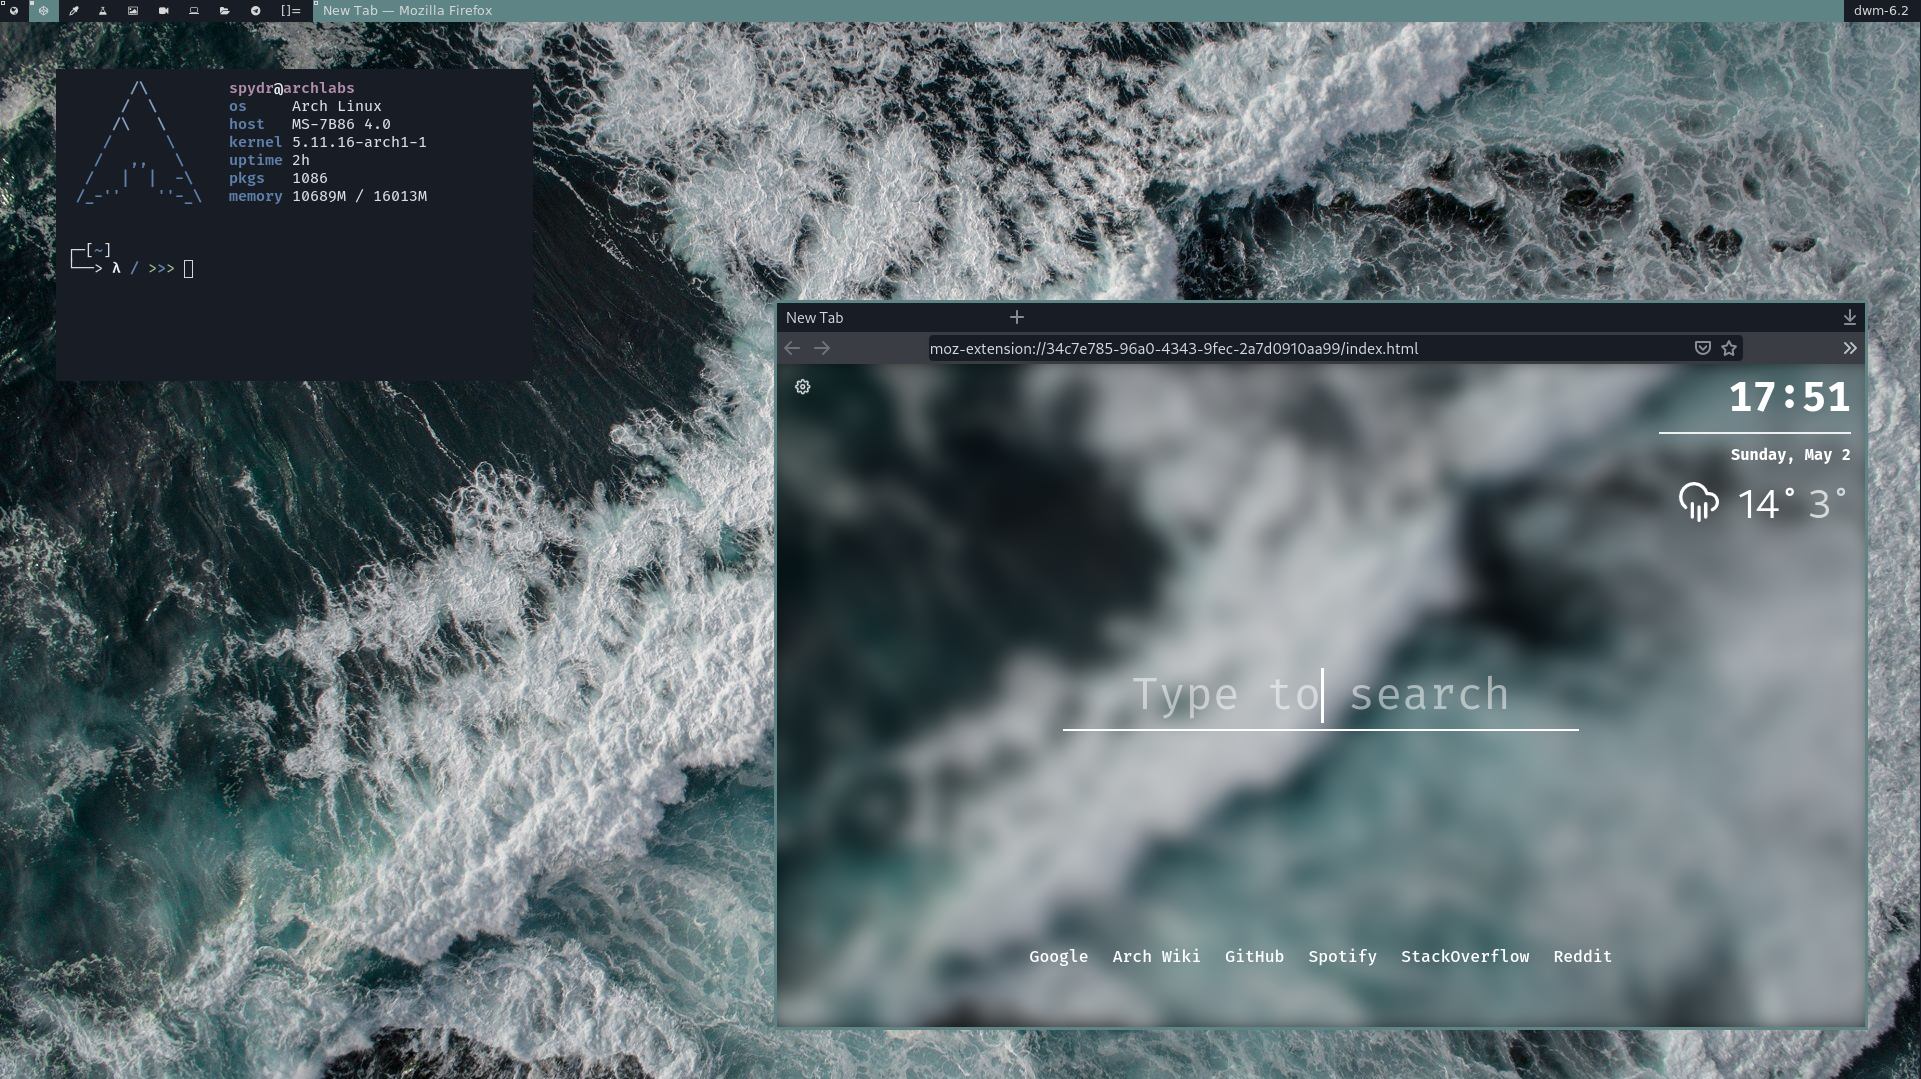 []= New Tab — Mozilla Firefox dwm-6.2
spydr@archlabs
os Arch Linux
host MS-7B86 4.0
kernel 5.11.16-arch1-1
uptime 2h
pkgs 1086
memory 10689M / 16013M
[~]
> λ / >>>
New Tab
moz-extension://34c7e785-96a0-4343-9fec-2a7d0910aa99/index.html
17:51
Sunday, May 2
14° 3°
Type to search
Google Arch Wiki GitHub Spotify StackOverflow Reddit